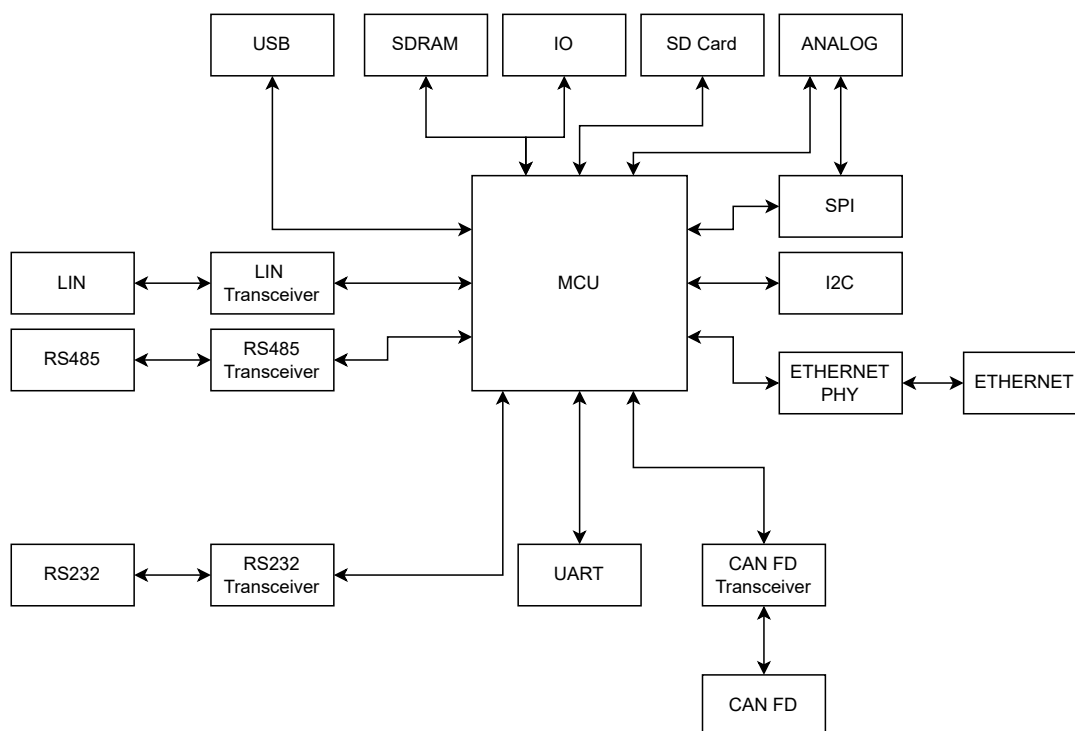 USB
SDRAM
IO
SD Card
ANALOG
SPI
LIN
LIN
Transceiver
MCU
I2C
RS485
RS485
Transceiver
ETHERNET
PHY
ETHERNET
RS232
RS232
Transceiver
UART
CAN FD
Transceiver
CAN FD